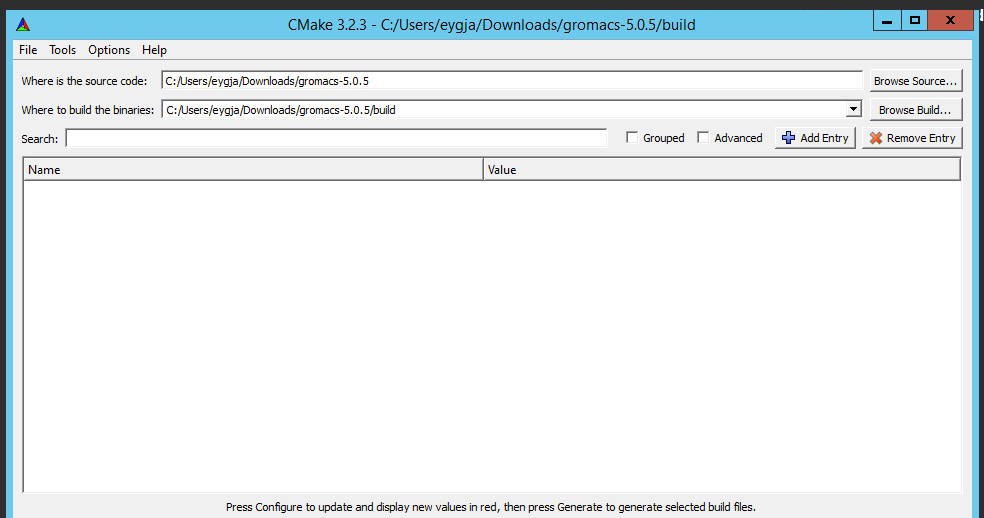 CMake 3.2.3 - C:/Users/eygja/Downloads/gromacs-5.0.5/build
File Tools Options Help
Where is the source code: C:/Users/eygja/Downloads/gromacs-5.0.5 Browse Source...
Where to build the binaries: C:/Users/eygja/Downloads/gromacs-5.0.5/build Browse Build...
Search: Grouped Advanced Add Entry Remove Entry
Name Value
Press Configure to update and display new values in red, then press Generate to generate selected build files.